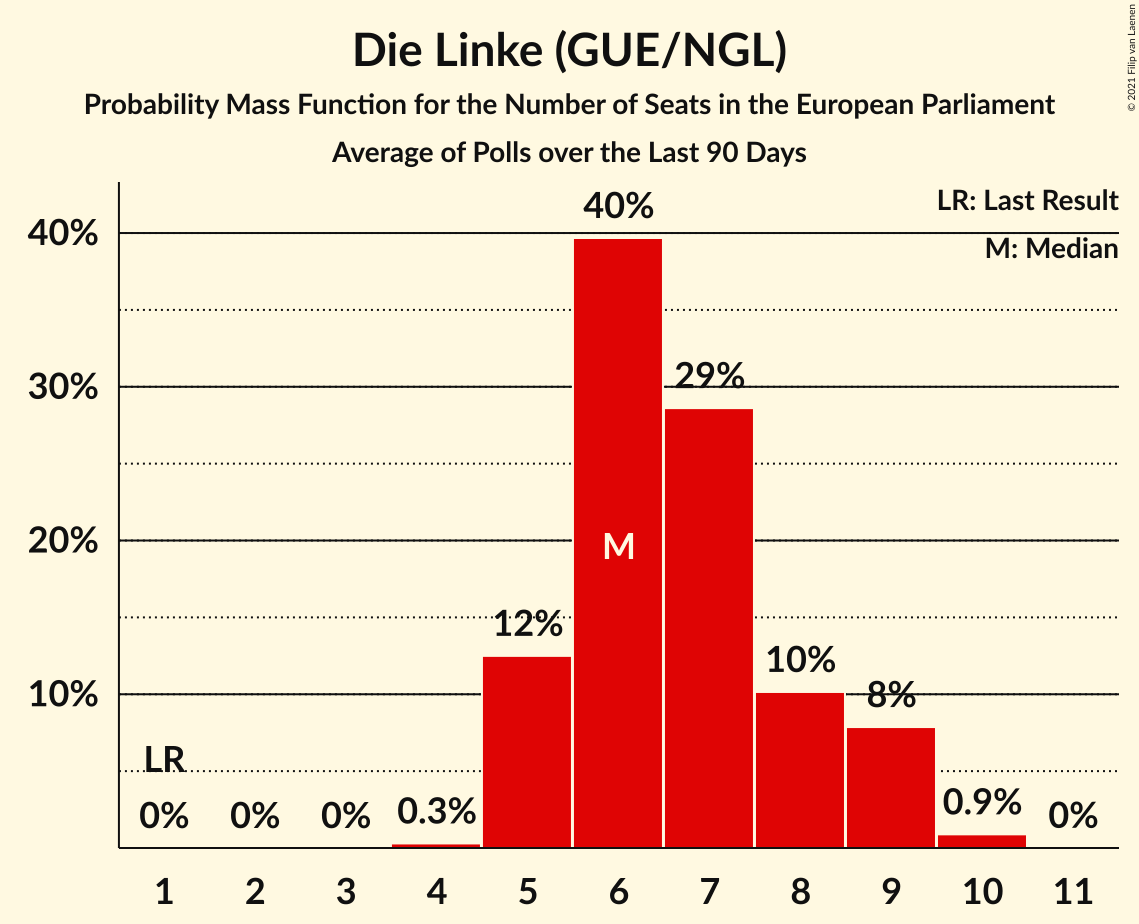 Die Linke (GUE/NGL)
Probability Mass Function for the Number of Seats in the European Parliament
Average of Polls over the Last 90 Days
© 2021 Filip van Laenen
LR: Last Result
M: Median
40%
30%
20%
10%
LR
0%
0%
0%
0.3%
12%
40%
M
29%
10%
8%
0.9%
0%
1 2 3 4 5 6 7 8 9 10 11